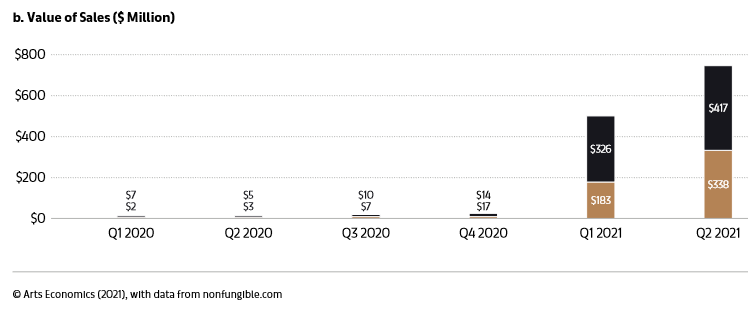 b. Value of Sales ($ Million)
$800
$600
$400
$200
$0
$7 $5 $10 $14 $326 $417
$2 $3 $7 $17 $183 $338
Q1 2020 Q2 2020 Q3 2020 Q4 2020 Q1 2021 Q2 2021
© Arts Economics (2021), with data from nonfungible.com